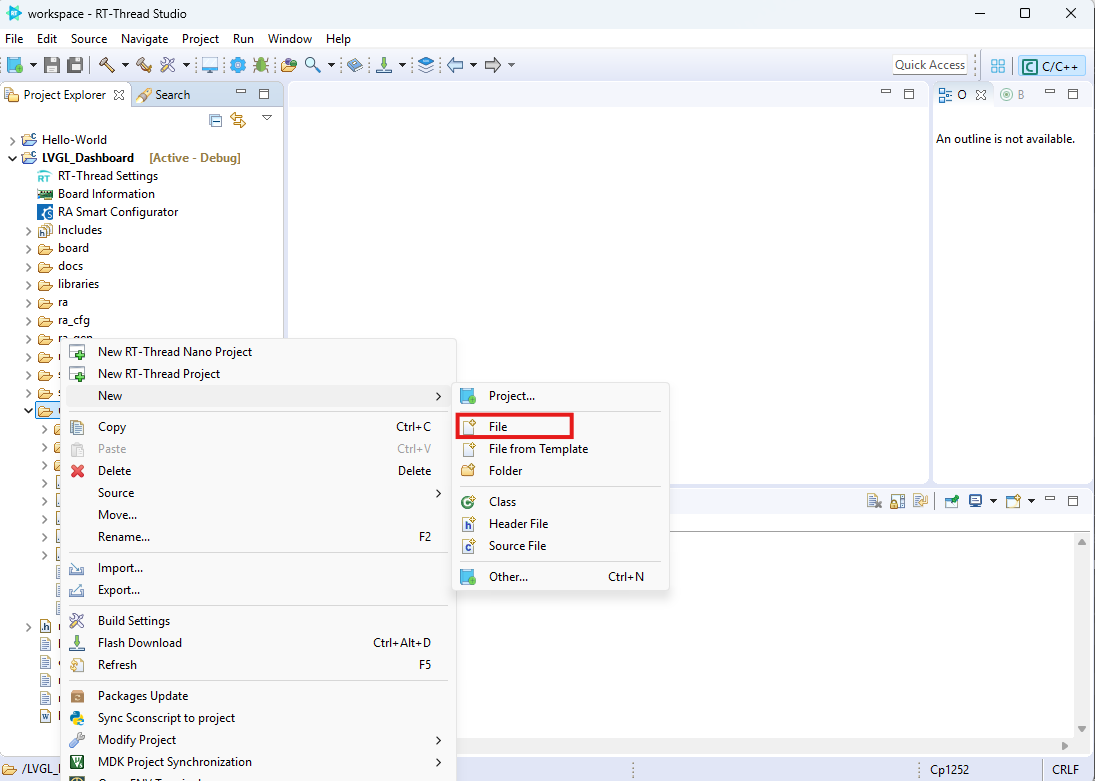 workspace - RT-Thread Studio
File Edit Source Navigate Project Run Window Help
Quick Access
C/C++
Project Explorer
Search
O
B
An outline is not available.
Hello-World
LVGL_Dashboard [Active - Debug]
RT-Thread Settings
Board Information
RA Smart Configurator
Includes
board
docs
libraries
ra
ra_cfg
ra_gen
New RT-Thread Nano Project
New RT-Thread Project
New
Copy Ctrl+C
Paste Ctrl+V
Delete Delete
Source
Move...
Rename... F2
Import...
Export...
Build Settings
Flash Download Ctrl+Alt+D
Refresh F5
Packages Update
Sync Sconscript to project
Modify Project
MDK Project Synchronization
Project...
File
File from Template
Folder
Class
Header File
Source File
Other... Ctrl+N
/LVGL_
Cp1252
CRLF